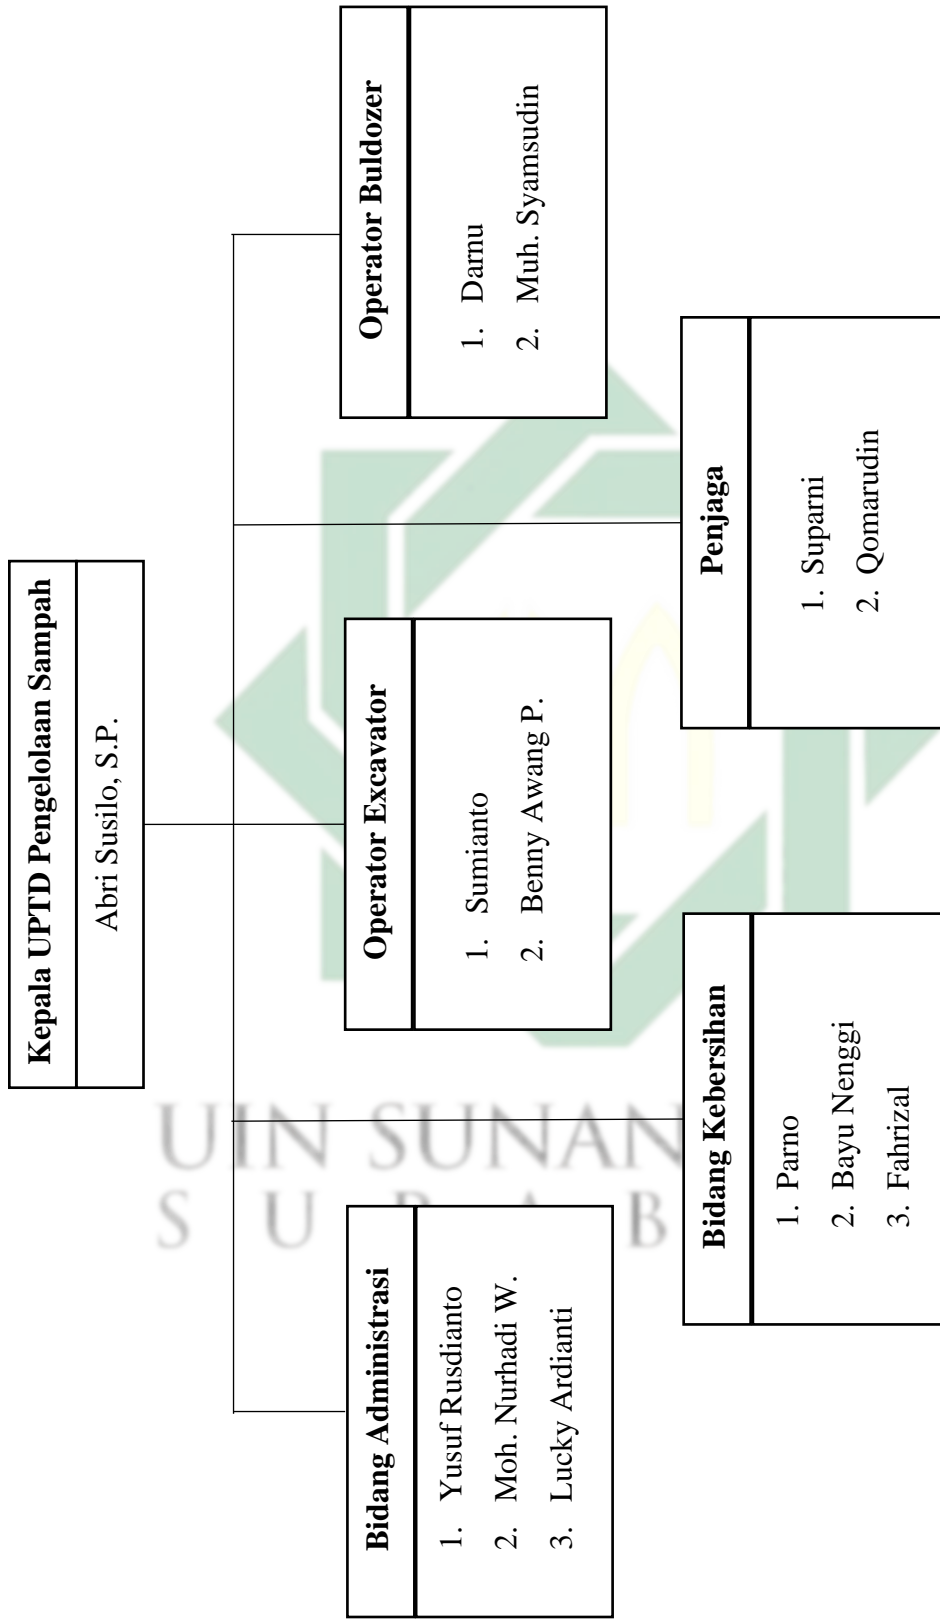 Kepala UPTD Pengelolaan Sampah
Abri Susilo, S.P.
Bidang Administrasi
1. Yusuf Rusdianto
2. Moh. Nurhadi W.
3. Lucky Ardianti
Operator Excavator
1. Sumianto
2. Benny Awang P.
Operator Buldozer
1. Darnu
2. Muh. Syamsudin
Bidang Kebersihan
1. Parno
2. Bayu Nenggi
3. Fahrizal
Penjaga
1. Suparni
2. Qomarudin
UIN SUNAN